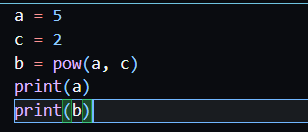 a = 5
c = 2
b = pow(a, c)
print(a)
print(b)